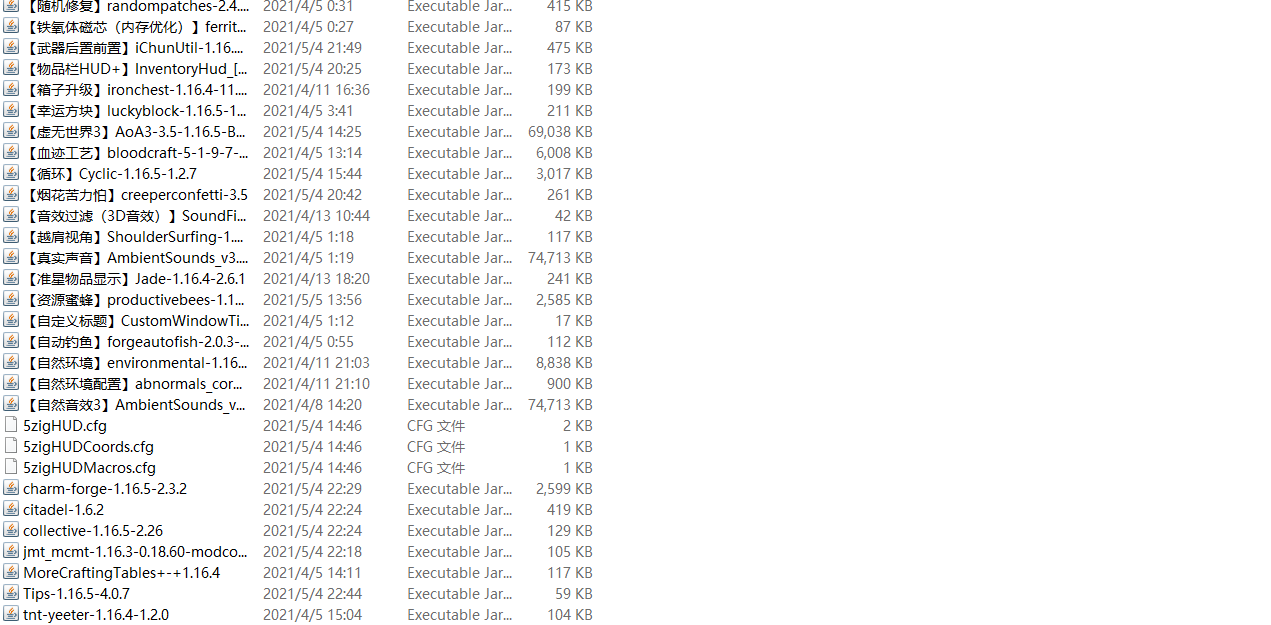 【随机修复】randompatches-2.4.... 2021/4/5 0:31 Executable Jar... 415 KB
【铁氧体磁芯（内存优化）】ferrit... 2021/4/5 0:27 Executable Jar... 87 KB
【武器后置前置】iChunUtil-1.16.... 2021/5/4 21:49 Executable Jar... 475 KB
【物品栏HUD+】InventoryHud_[... 2021/5/4 20:25 Executable Jar... 173 KB
【箱子升级】ironchest-1.16.4-11.... 2021/4/11 16:36 Executable Jar... 199 KB
【幸运方块】luckyblock-1.16.5-1... 2021/4/5 3:41 Executable Jar... 211 KB
【虚无世界3】AoA3-3.5-1.16.5-B... 2021/5/4 14:25 Executable Jar... 69,038 KB
【血迹工艺】bloodcraft-5-1-9-7-... 2021/4/5 13:14 Executable Jar... 6,008 KB
【循环】Cyclic-1.16.5-1.2.7 2021/5/4 15:44 Executable Jar... 3,017 KB
【烟花苦力怕】creeperconfetti-3.5 2021/5/4 20:42 Executable Jar... 261 KB
【音效过滤（3D音效）】SoundFi... 2021/4/13 10:44 Executable Jar... 42 KB
【越肩视角】ShoulderSurfing-1.... 2021/4/5 1:18 Executable Jar... 117 KB
【真实声音】AmbientSounds_v3.... 2021/4/5 1:19 Executable Jar... 74,713 KB
【准星物品显示】Jade-1.16.4-2.6.1 2021/4/13 18:20 Executable Jar... 241 KB
【资源蜜蜂】productivebees-1.1... 2021/5/5 13:56 Executable Jar... 2,585 KB
【自定义标题】CustomWindowTi... 2021/4/5 1:12 Executable Jar... 17 KB
【自动钓鱼】forgeautofish-2.0.3-... 2021/4/5 0:55 Executable Jar... 112 KB
【自然环境】environmental-1.16... 2021/4/11 21:03 Executable Jar... 8,838 KB
【自然环境配置】abnormals_cor... 2021/4/11 21:10 Executable Jar... 900 KB
【自然音效3】AmbientSounds_v... 2021/4/8 14:20 Executable Jar... 74,713 KB
5zigHUD.cfg 2021/5/4 14:46 CFG 文件 2 KB
5zigHUDCoords.cfg 2021/5/4 14:46 CFG 文件 1 KB
5zigHUDMacros.cfg 2021/5/4 14:46 CFG 文件 1 KB
charm-forge-1.16.5-2.3.2 2021/5/4 22:29 Executable Jar... 2,599 KB
citadel-1.6.2 2021/5/4 22:24 Executable Jar... 419 KB
collective-1.16.5-2.26 2021/5/4 22:24 Executable Jar... 129 KB
jmt_mcmt-1.16.3-0.18.60-modco... 2021/5/4 22:18 Executable Jar... 105 KB
MoreCraftingTables+-+1.16.4 2021/4/5 14:11 Executable Jar... 117 KB
Tips-1.16.5-4.0.7 2021/5/4 22:44 Executable Jar... 59 KB
tnt-yeeter-1.16.4-1.2.0 2021/4/5 15:04 Executable Jar... 104 KB